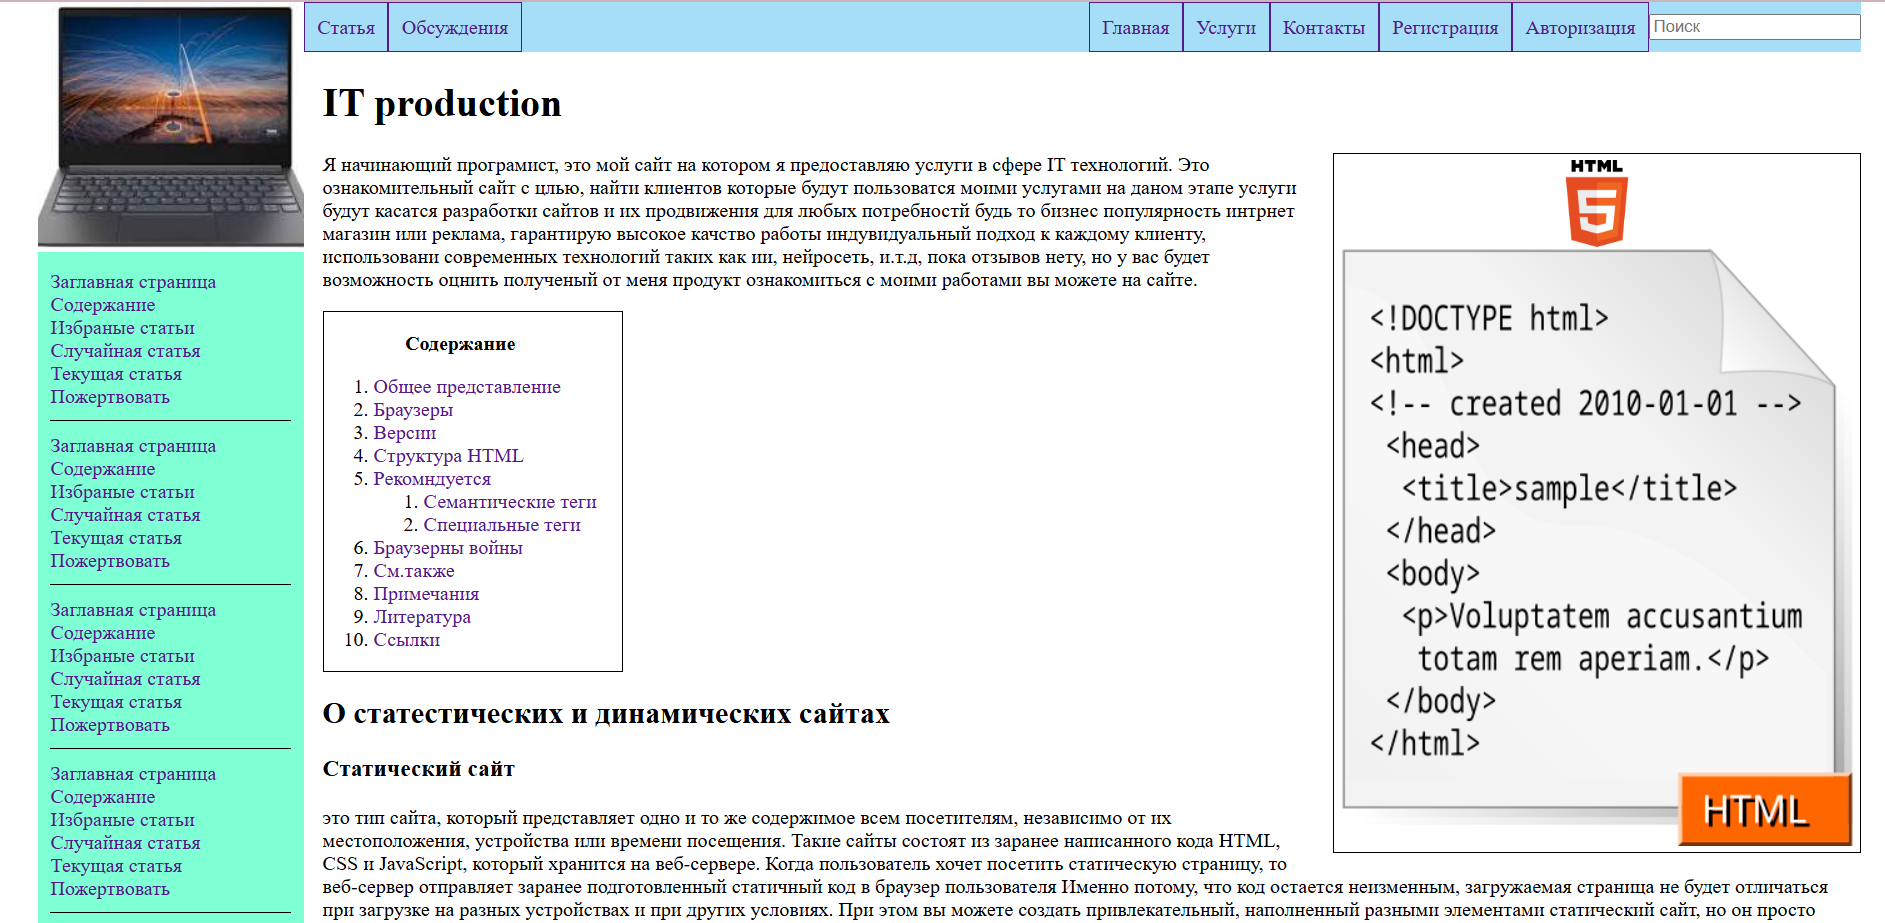 Статья
Обсуждения
Главная
Услуги
Контакты
Регистрация
Авторизация
Поиск
Заглавная страница
Содержание
Избраные статьи
Случайная статья
Текущая статья
Пожертвовать
Заглавная страница
Содержание
Избраные статьи
Случайная статья
Текущая статья
Пожертвовать
Заглавная страница
Содержание
Избраные статьи
Случайная статья
Текущая статья
Пожертвовать
Заглавная страница
Содержание
Избраные статьи
Случайная статья
Текущая статья
Пожертвовать
IT production
Я начинающий програмист, это мой сайт на котором я предоставляю услуги в сфере IT технологий. Это
ознакомительный сайт с цлью, найти клиентов которые будут пользоватся моими услугами на даном этапе услуги
будут касатся разработки сайтов и их продвижения для любых потребностй будь то бизнес популярность интрнет
магазин или реклама, гарантирую высокое качство работы индувидуальный подход к каждому клиенту,
использовани современных технологий таких как ии, нейросеть, и.т.д, пока отзывов нету, но у вас будет
возможность оцнить полученый от меня продукт ознакомиться с моими работами вы можете на сайте.
Содержание
1. Общее представление
2. Браузеры
3. Версии
4. Структура HTML
5. Рекомндуется
1. Семантические теги
2. Специальные теги
6. Браузерны войны
7. См.также
8. Примечания
9. Литература
10. Ссылки
HTML
5
<!DOCTYPE html>
<html>
<!-- created 2010-01-01 -->
<head>
<title>sample</title>
</head>
<body>
<p>Voluptatem accusantium
totam rem aperiam.</p>
</body>
</html>
HTML
О статестических и динамических сайтах
Статический сайт
это тип сайта, который представляет одно и то же содержимое всем посетителям, независимо от их
местоположения, устройства или времени посещения. Такие сайты состоят из заранее написанного кода HTML,
CSS и JavaScript, который хранится на веб-сервере. Когда пользователь хочет посетить статическую страницу, то
веб-сервер отправляет заранее подготовленный статичный код в браузер пользователя Именно потому, что код остается неизменным, загружаемая страница не будет отличаться
при загрузке на разных устройствах и при других условиях. При этом вы можете создать привлекательный, наполненный разными элементами статический сайт, но он просто